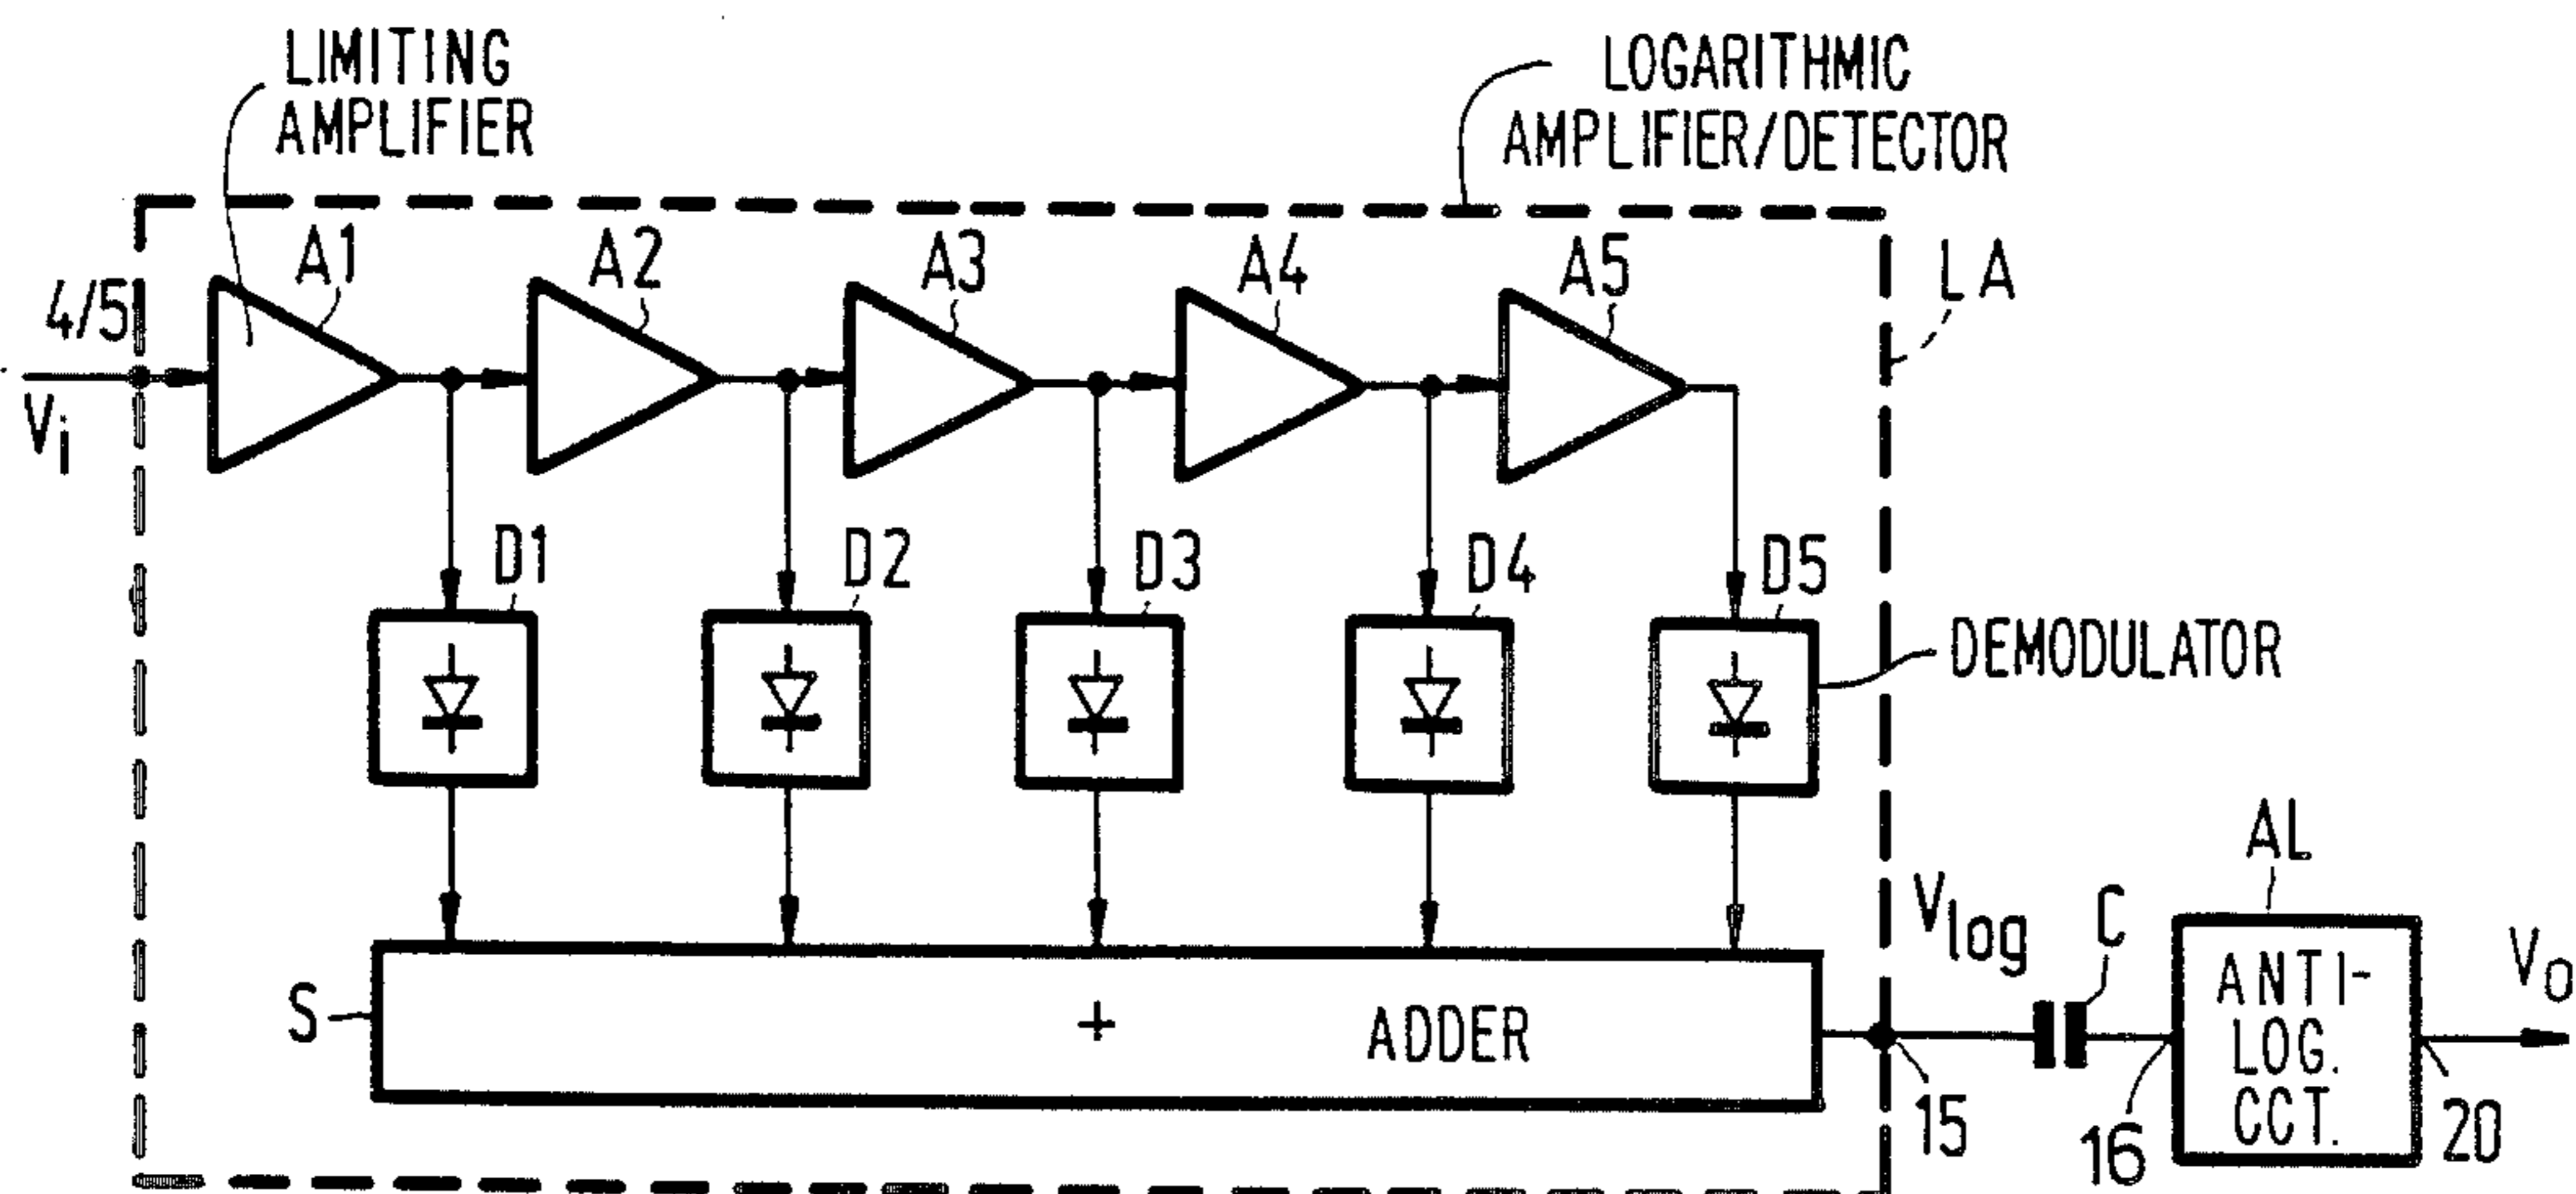 LIMITING
AMPLIFIER
LOGARITHMIC
AMPLIFIER/DETECTOR
A1
A2
A3
A4
A5
LA
4/5
Vi
D1
D2
D3
D4
D5
DEMODULATOR
S
+
ADDER
Vlog
C
AL
15
16
ANTI-
LOG.
CCT.
20
Vo